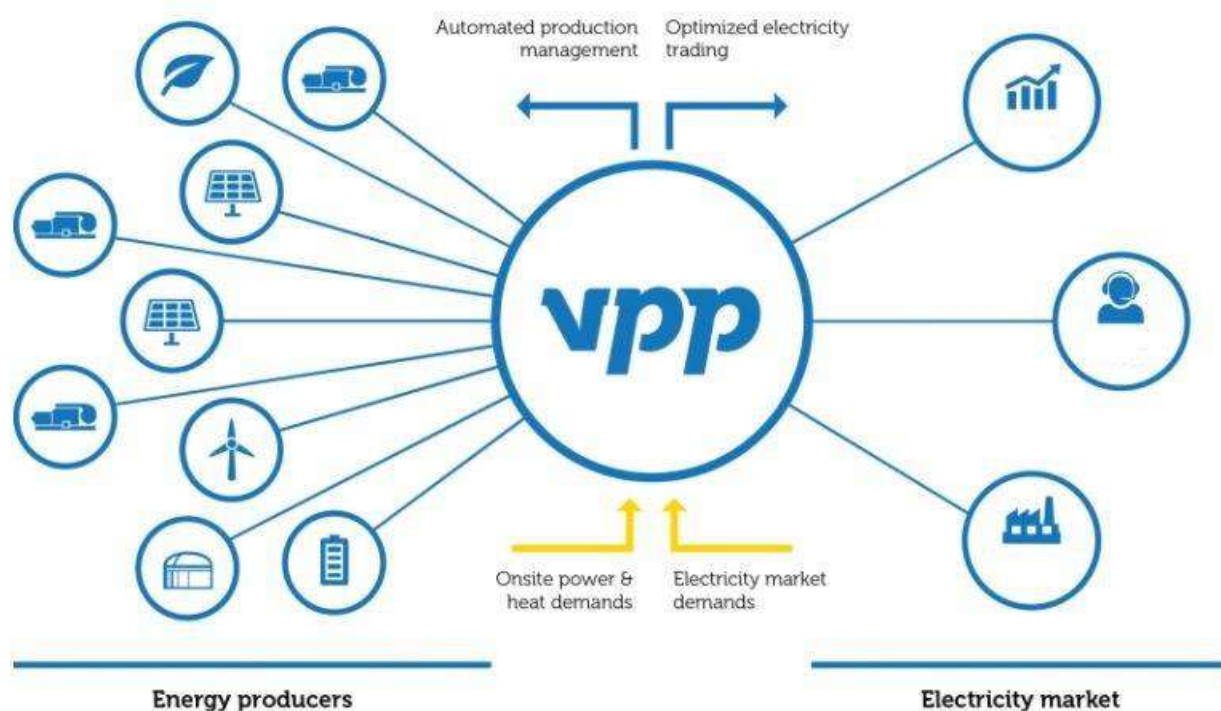 Automated production
management
Optimized electricity
trading
vpp
Onsite power &
heat demands
Electricity market
demands
Energy producers
Electricity market